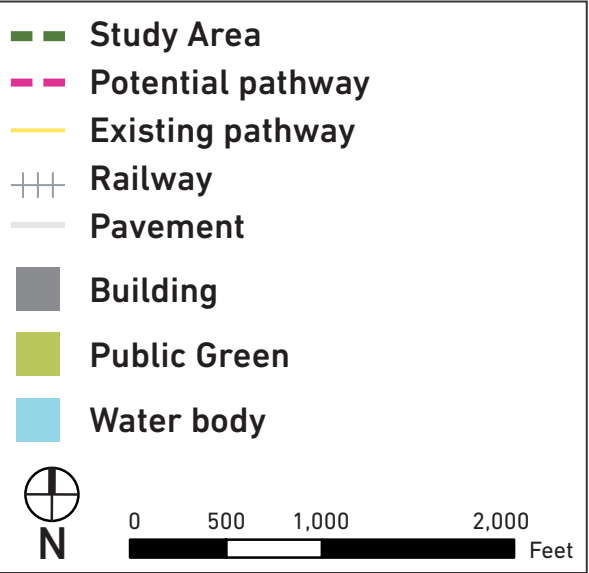 Study Area
Potential pathway
Existing pathway
Railway
Pavement
Building
Public Green
Water body
N
0 500 1,000 2,000
Feet